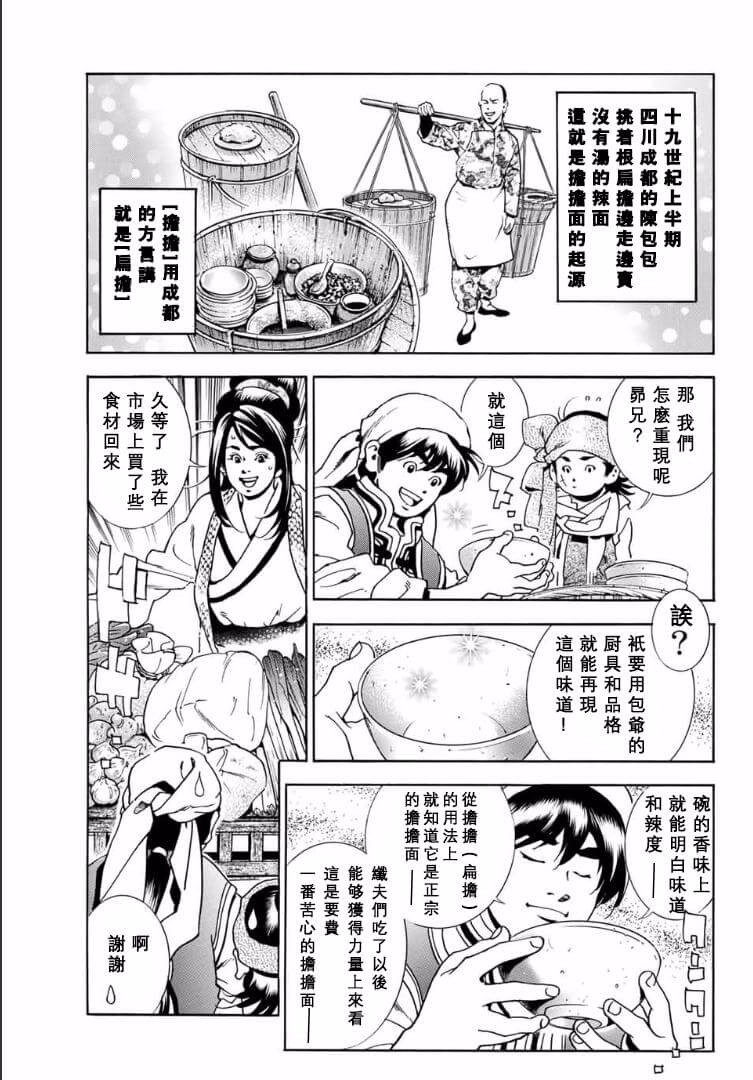 十九世紀上半期
四川成都的陳包包
挑着根扁擔邊走邊賣
沒有湯的辣面
這就是擔擔面的起源
[擔擔]用成都
的方言講
就是[扁擔]
那 我們
怎麽重現呢
昴兄？
就這個
久等了 我在
市場上買了些
食材回來
誒？
衹要用包爺的
厨具和品格
就能再現
這個味道！
碗的香味上
就能明白味道
和辣度——
從擔擔(扁擔)
的用法上
就知道它是正宗
的擔擔面——
纖夫們吃了以後
能够獲得力量上來看
這是要費
一番苦心的擔擔面——
啊
謝謝